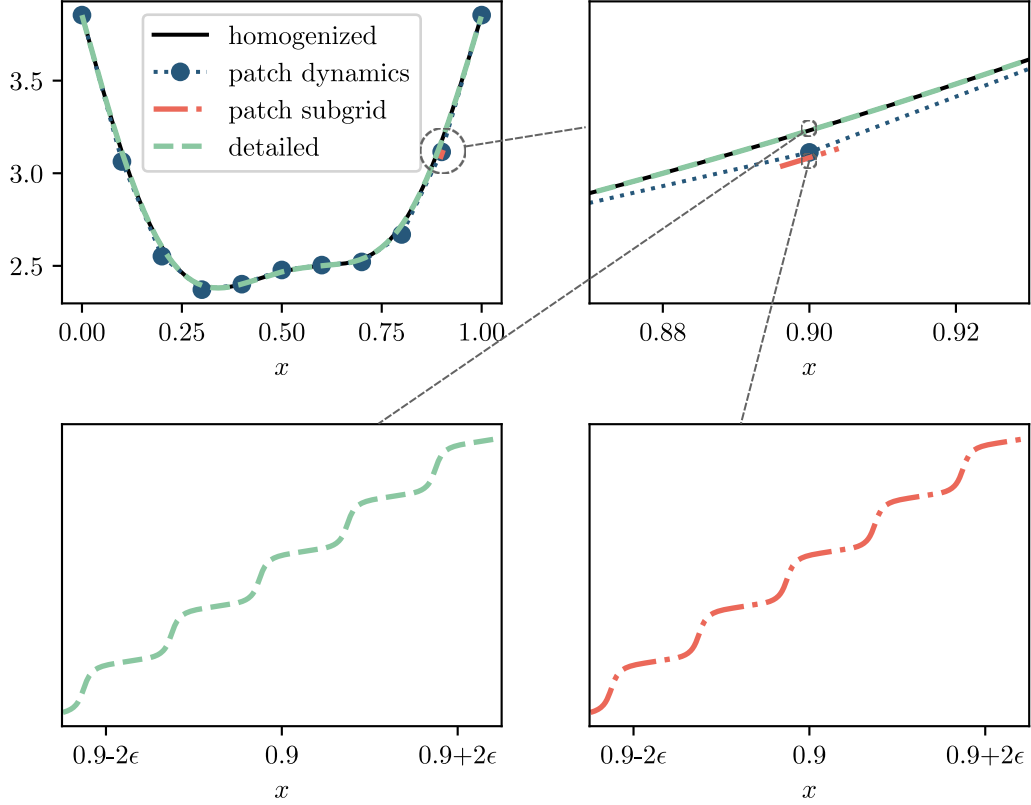 homogenized
patch dynamics
patch subgrid
detailed
3.5
3.0
2.5
0.00 0.25 0.50 0.75 1.00
x
0.88 0.90 0.92
x
0.9-2ϵ 0.9 0.9+2ϵ
x
0.9-2ϵ 0.9 0.9+2ϵ
x